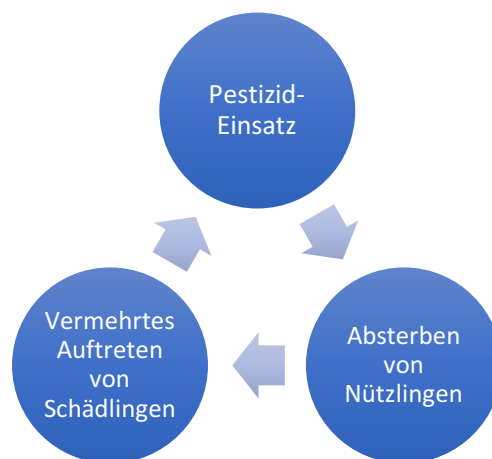 Pestizid-
Einsatz
Absterben
von
Nützlingen
Vermehrtes
Auftreten
von
Schädlingen